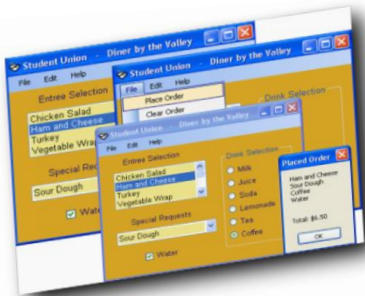 Student Union - Diner by the Valley
File Edit Help
Entree Selection
Chicken Salad
Ham and Cheese
Turkey
Vegetable Wrap
Special Requests
Sour Dough
Student Union - Diner by the Valley
File Edit Help
Place Order
Clear Order
Drink Selection
Student Union - Diner by the Valley
File Edit Help
Entree Selection
Chicken Salad
Ham and Cheese
Turkey
Vegetable Wrap
Special Requests
Sour Dough
Water
Drink Selection
Milk
Juice
Soda
Lemonade
Tea
Coffee
Placed Order
Ham and Cheese
Sour Dough
Coffee
Water
Total: $6.50
OK